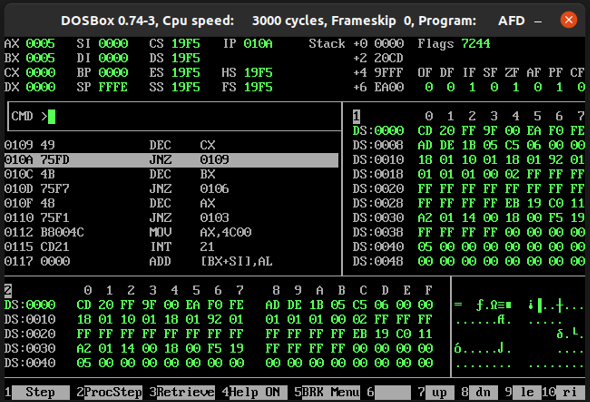 DOSBox 0.74-3, Cpu speed: 3000 cycles, Frameskip 0, Program: AFD
AX 0005 SI 0000 CS 19F5 IP 010A Stack +0 0000 Flags 7244
BX 0005 DI 0000 DS 19F5 +2 20CD
CX 0000 BP 0000 ES 19F5 HS 19F5 +4 9FFF OF DF IF SF ZF AF PF CF
DX 0000 SP FFFE SS 19F5 FS 19F5 +6 EA00 0 0 1 0 1 0 1 0
CMD > 1 0 1 2 3 4 5 6 7
DS:0000 CD 20 FF 9F 00 EA F0 FE
DS:0008 AD DE 1B 05 C5 06 00 00
0109 49 DEC CX DS:0010 18 01 10 01 18 01 92 01
010A 75FD JNZ 0109 DS:0018 01 01 01 00 02 FF FF FF
010C 4B DEC BX DS:0020 FF FF FF FF FF FF FF FF
010D 75F7 JNZ 0106 DS:0028 FF FF FF FF EB 19 C0 11
010F 48 DEC AX DS:0030 A2 01 14 00 18 00 F5 19
0110 75F1 JNZ 0103 DS:0038 FF FF FF FF 00 00 00 00
0112 B8004C MOV AX,4C00 DS:0040 05 00 00 00 00 00 00 00
0115 CD21 INT 21 DS:0048 00 00 00 00 00 00 00 00
0117 0000 ADD [BX+SI],AL
2 0 1 2 3 4 5 6 7 8 9 A B C D E F
DS:0000 CD 20 FF 9F 00 EA F0 FE AD DE 1B 05 C5 06 00 00
DS:0010 18 01 10 01 18 01 92 01 01 01 01 00 02 FF FF FF
DS:0020 FF FF FF FF FF FF FF FF FF FF FF FF EB 19 C0 11
DS:0030 A2 01 14 00 18 00 F5 19 FF FF FF FF 00 00 00 00
DS:0040 05 00 00 00 00 00 00 00 00 00 00 00 00 00 00 00
1 Step 2 ProcStep 3 Retrieve 4 Help ON 5 BRK Menu 6 7 up 8 dn 9 le 10 ri